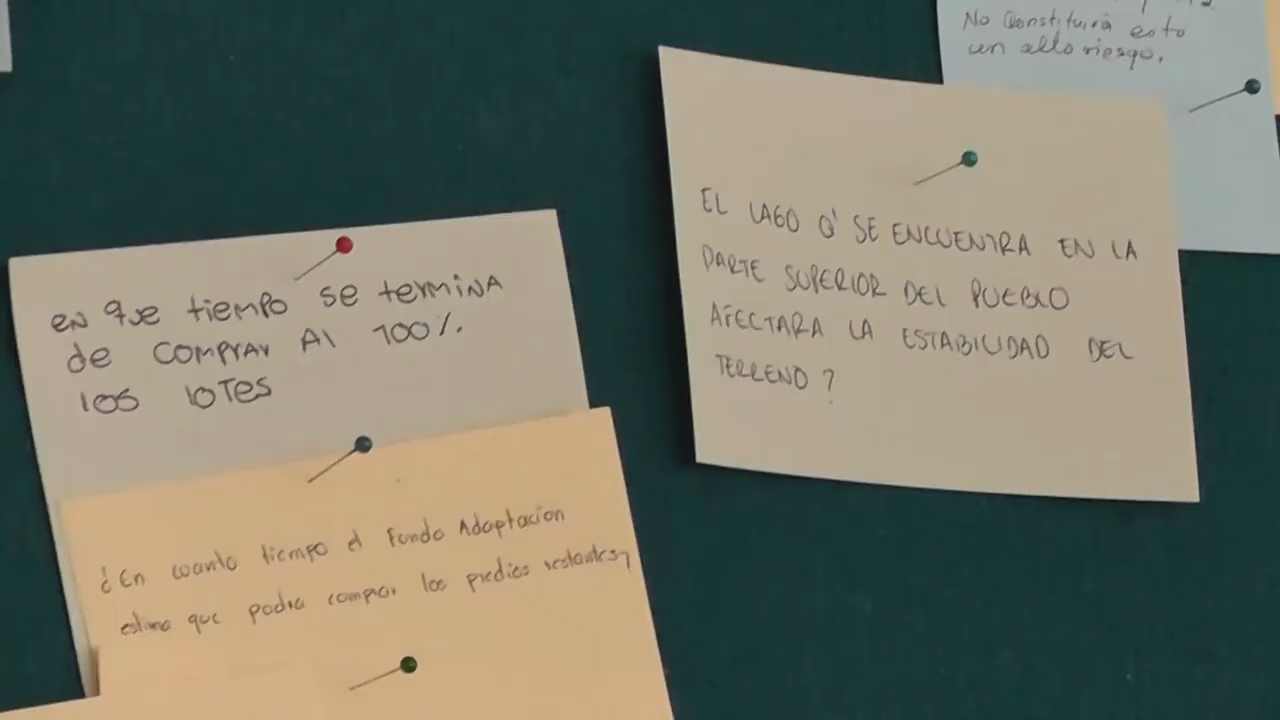 No Constituirá esto
un alto riesgo.
EL LAGO Q' SE ENCUENTRA EN LA
PARTE SUPERIOR DEL PUEBLO
AFECTARA LA ESTABILIDAD DEL
TERRENO?
EN que tiempo se termina
de comprar Al 100%.
los lotes
¿En cuanto tiempo el Fondo Adaptacion
estima que podra comprar los predios restantes?